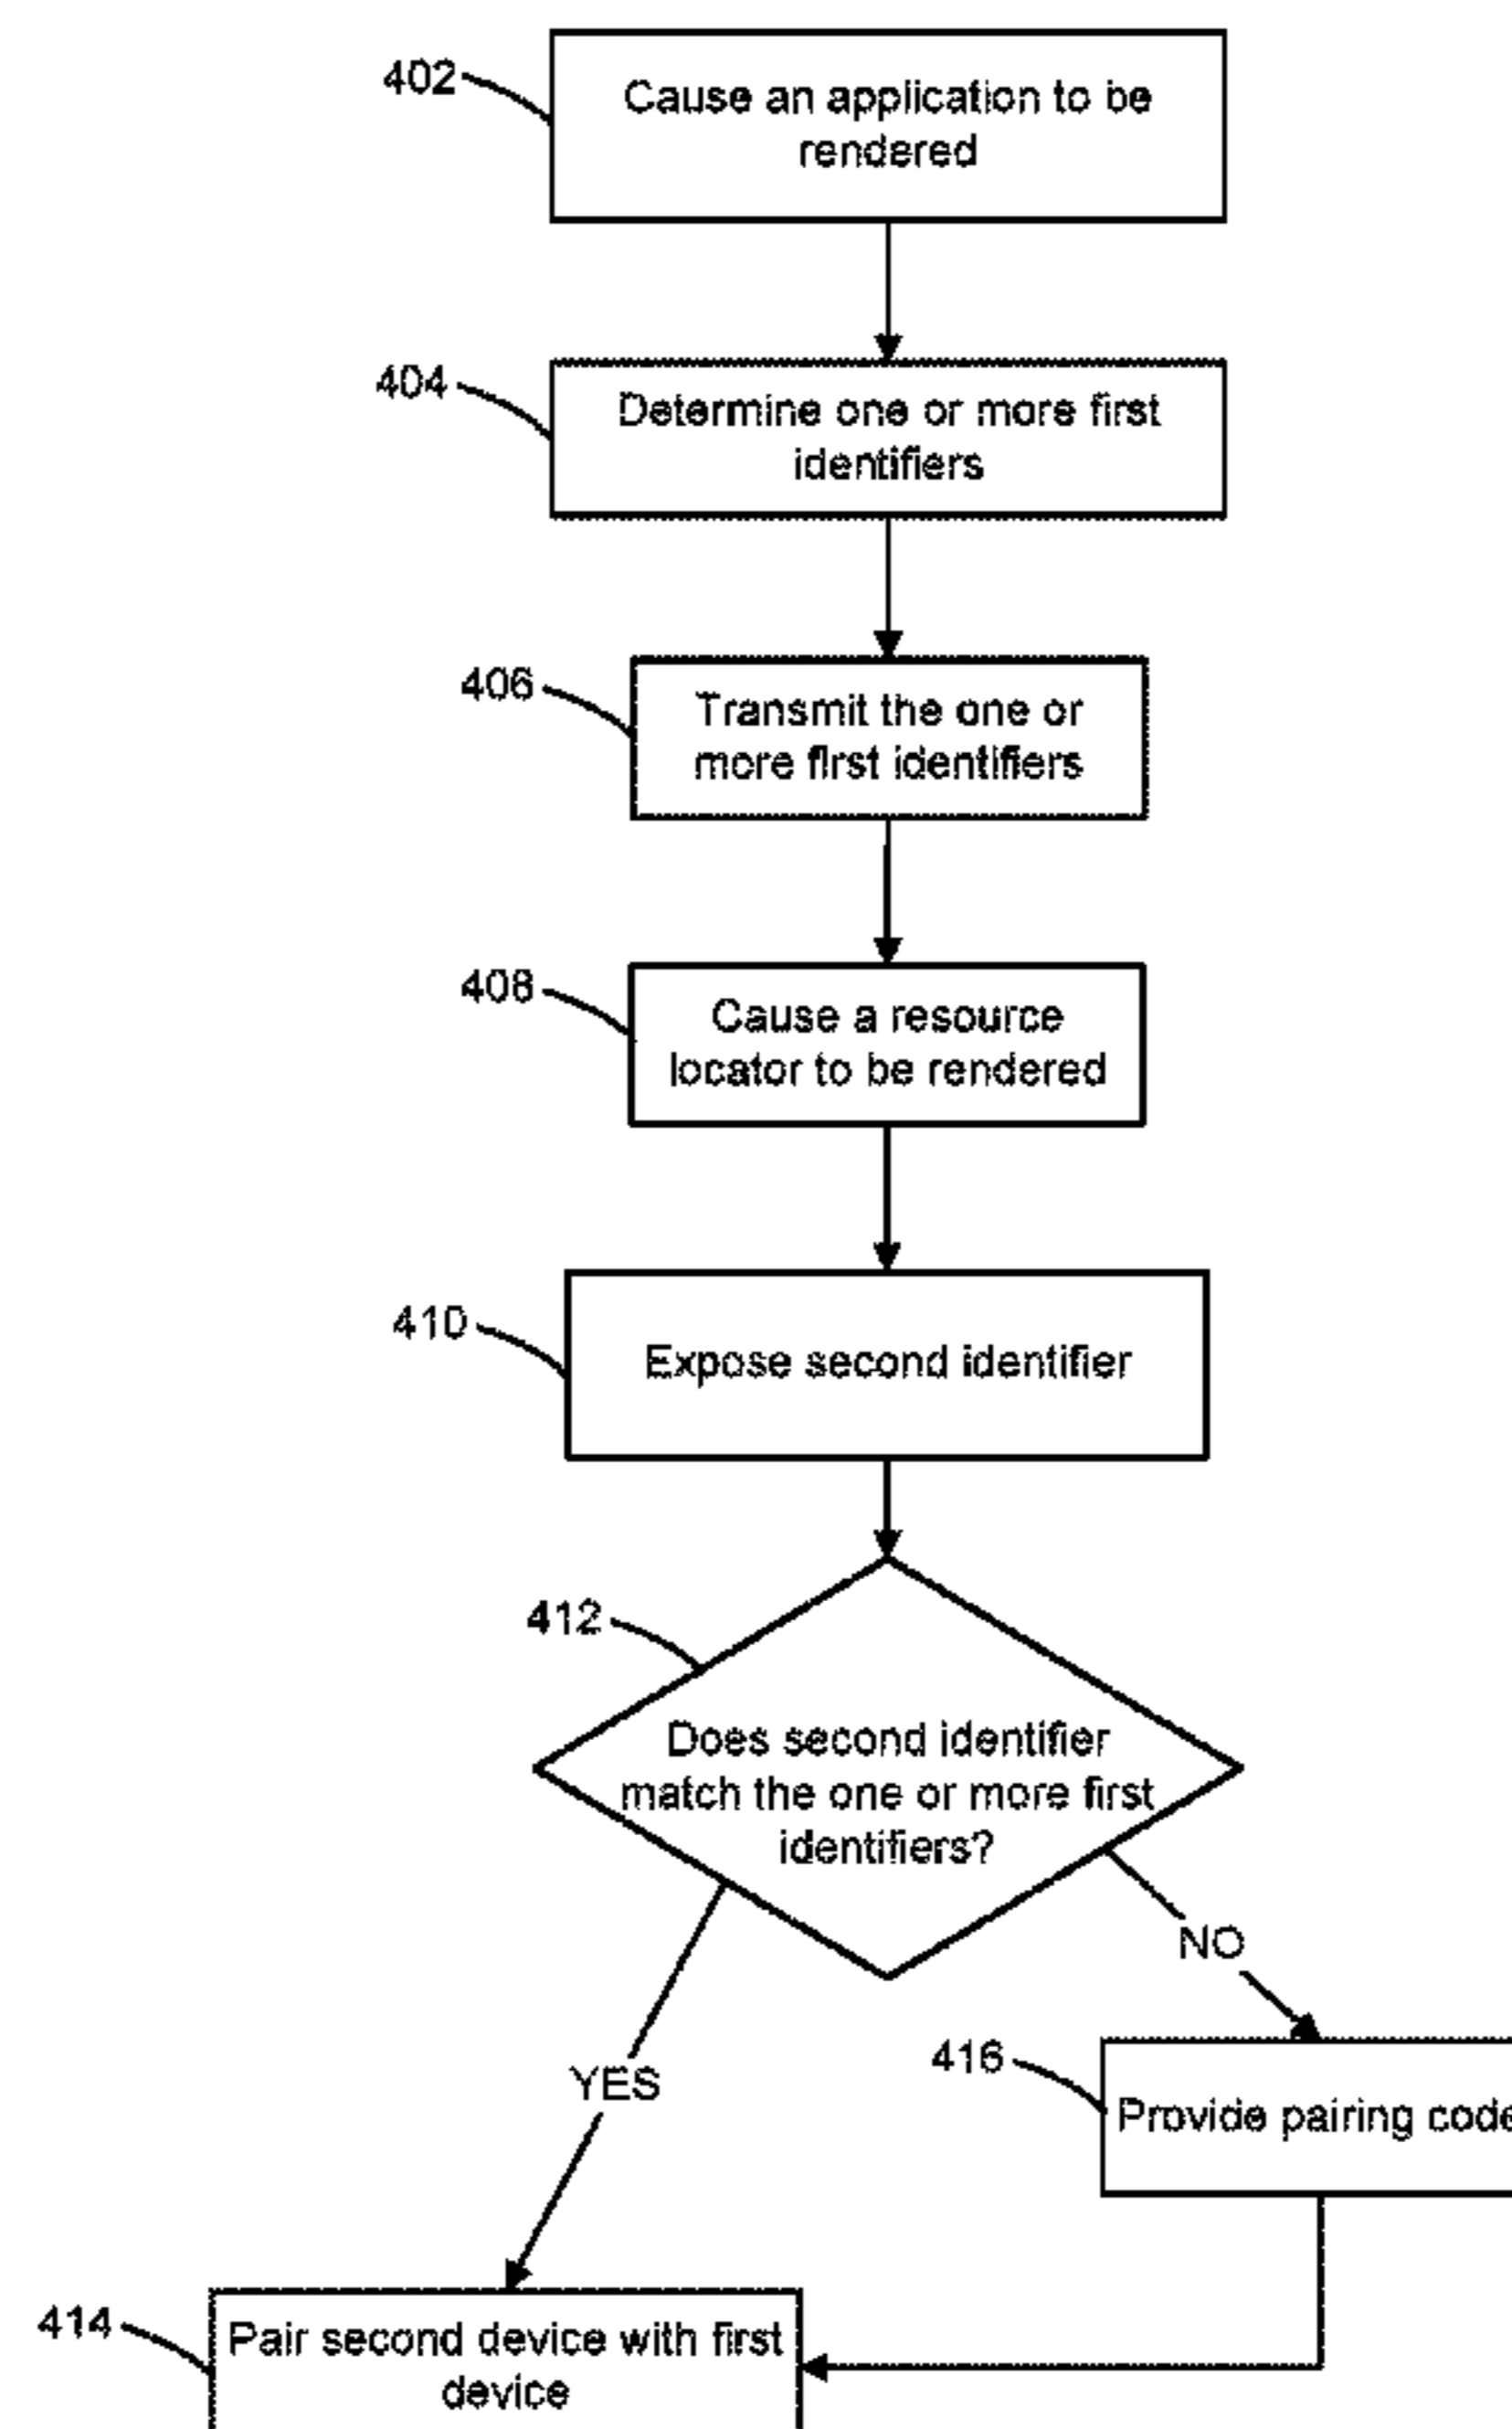 402
Cause an application to be
rendered
404
Determine one or more first
identifiers
406
Transmit the one or
more first identifiers
408
Cause a resource
locator to be rendered
410
Expose second identifier
412
Does second identifier
match the one or more first
identifiers?
NO
YES
416
Provide pairing code
414
Pair second device with first
device